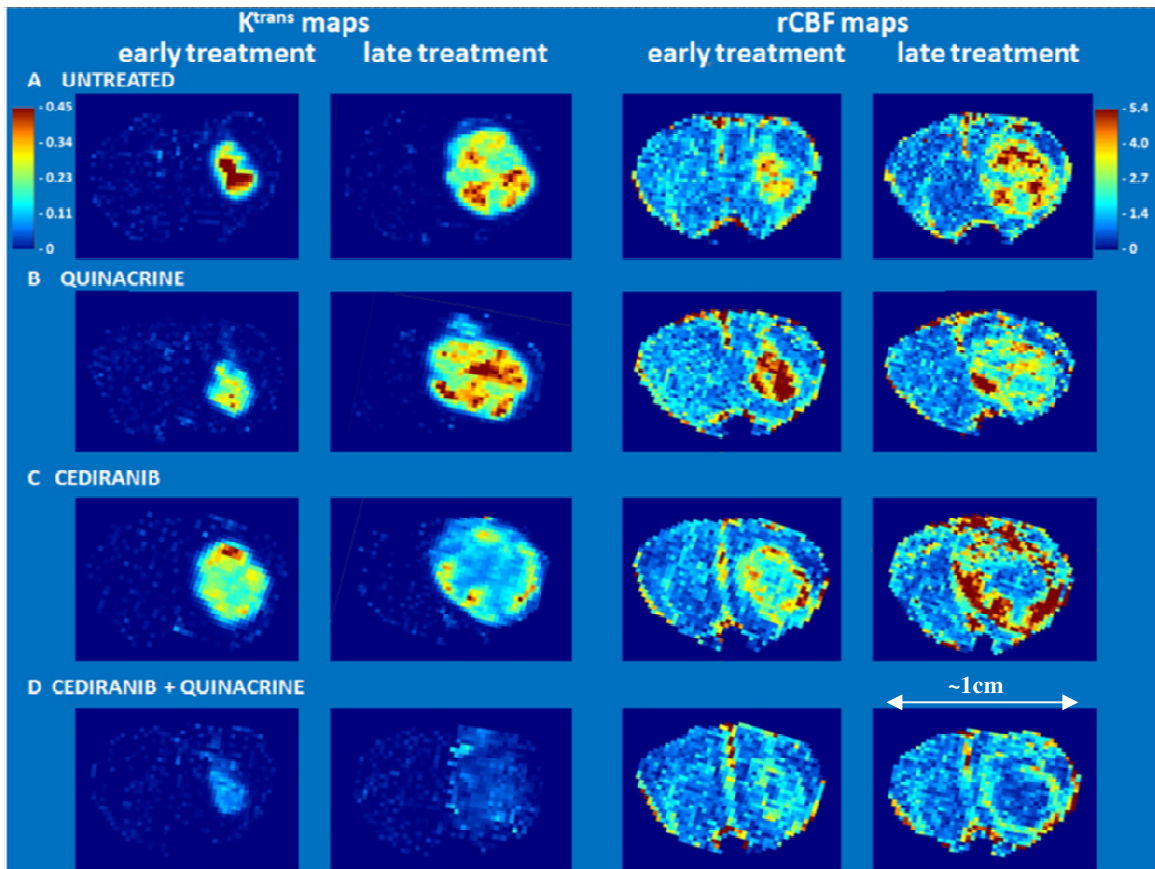 K^trans maps rCBF maps
early treatment late treatment early treatment late treatment
A UNTREATED
- 0.45
- 0.34
- 0.23
- 0.11
- 0
- 5.4
- 4.0
- 2.7
- 1.4
- 0
B QUINACRINE
C CEDIRANIB
D CEDIRANIB + QUINACRINE
~1cm